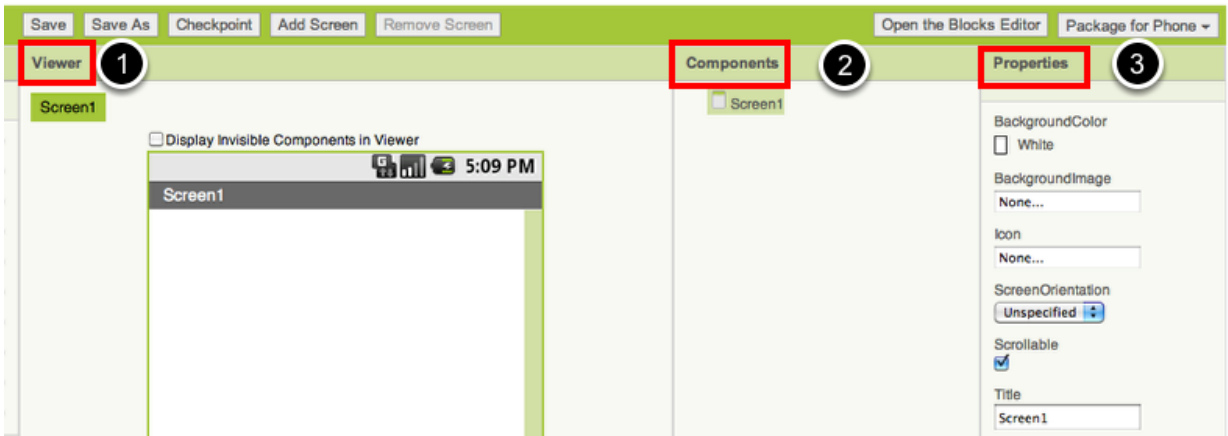 Save Save As Checkpoint Add Screen Remove Screen Open the Blocks Editor Package for Phone
Viewer 1 Components 2 Properties 3
Screen1
Display Invisible Components in Viewer
5:09 PM
Screen1
Screen1
BackgroundColor
White
BackgroundImage
None...
Icon
None...
ScreenOrientation
Unspecified
Scrollable
Title
Screen1